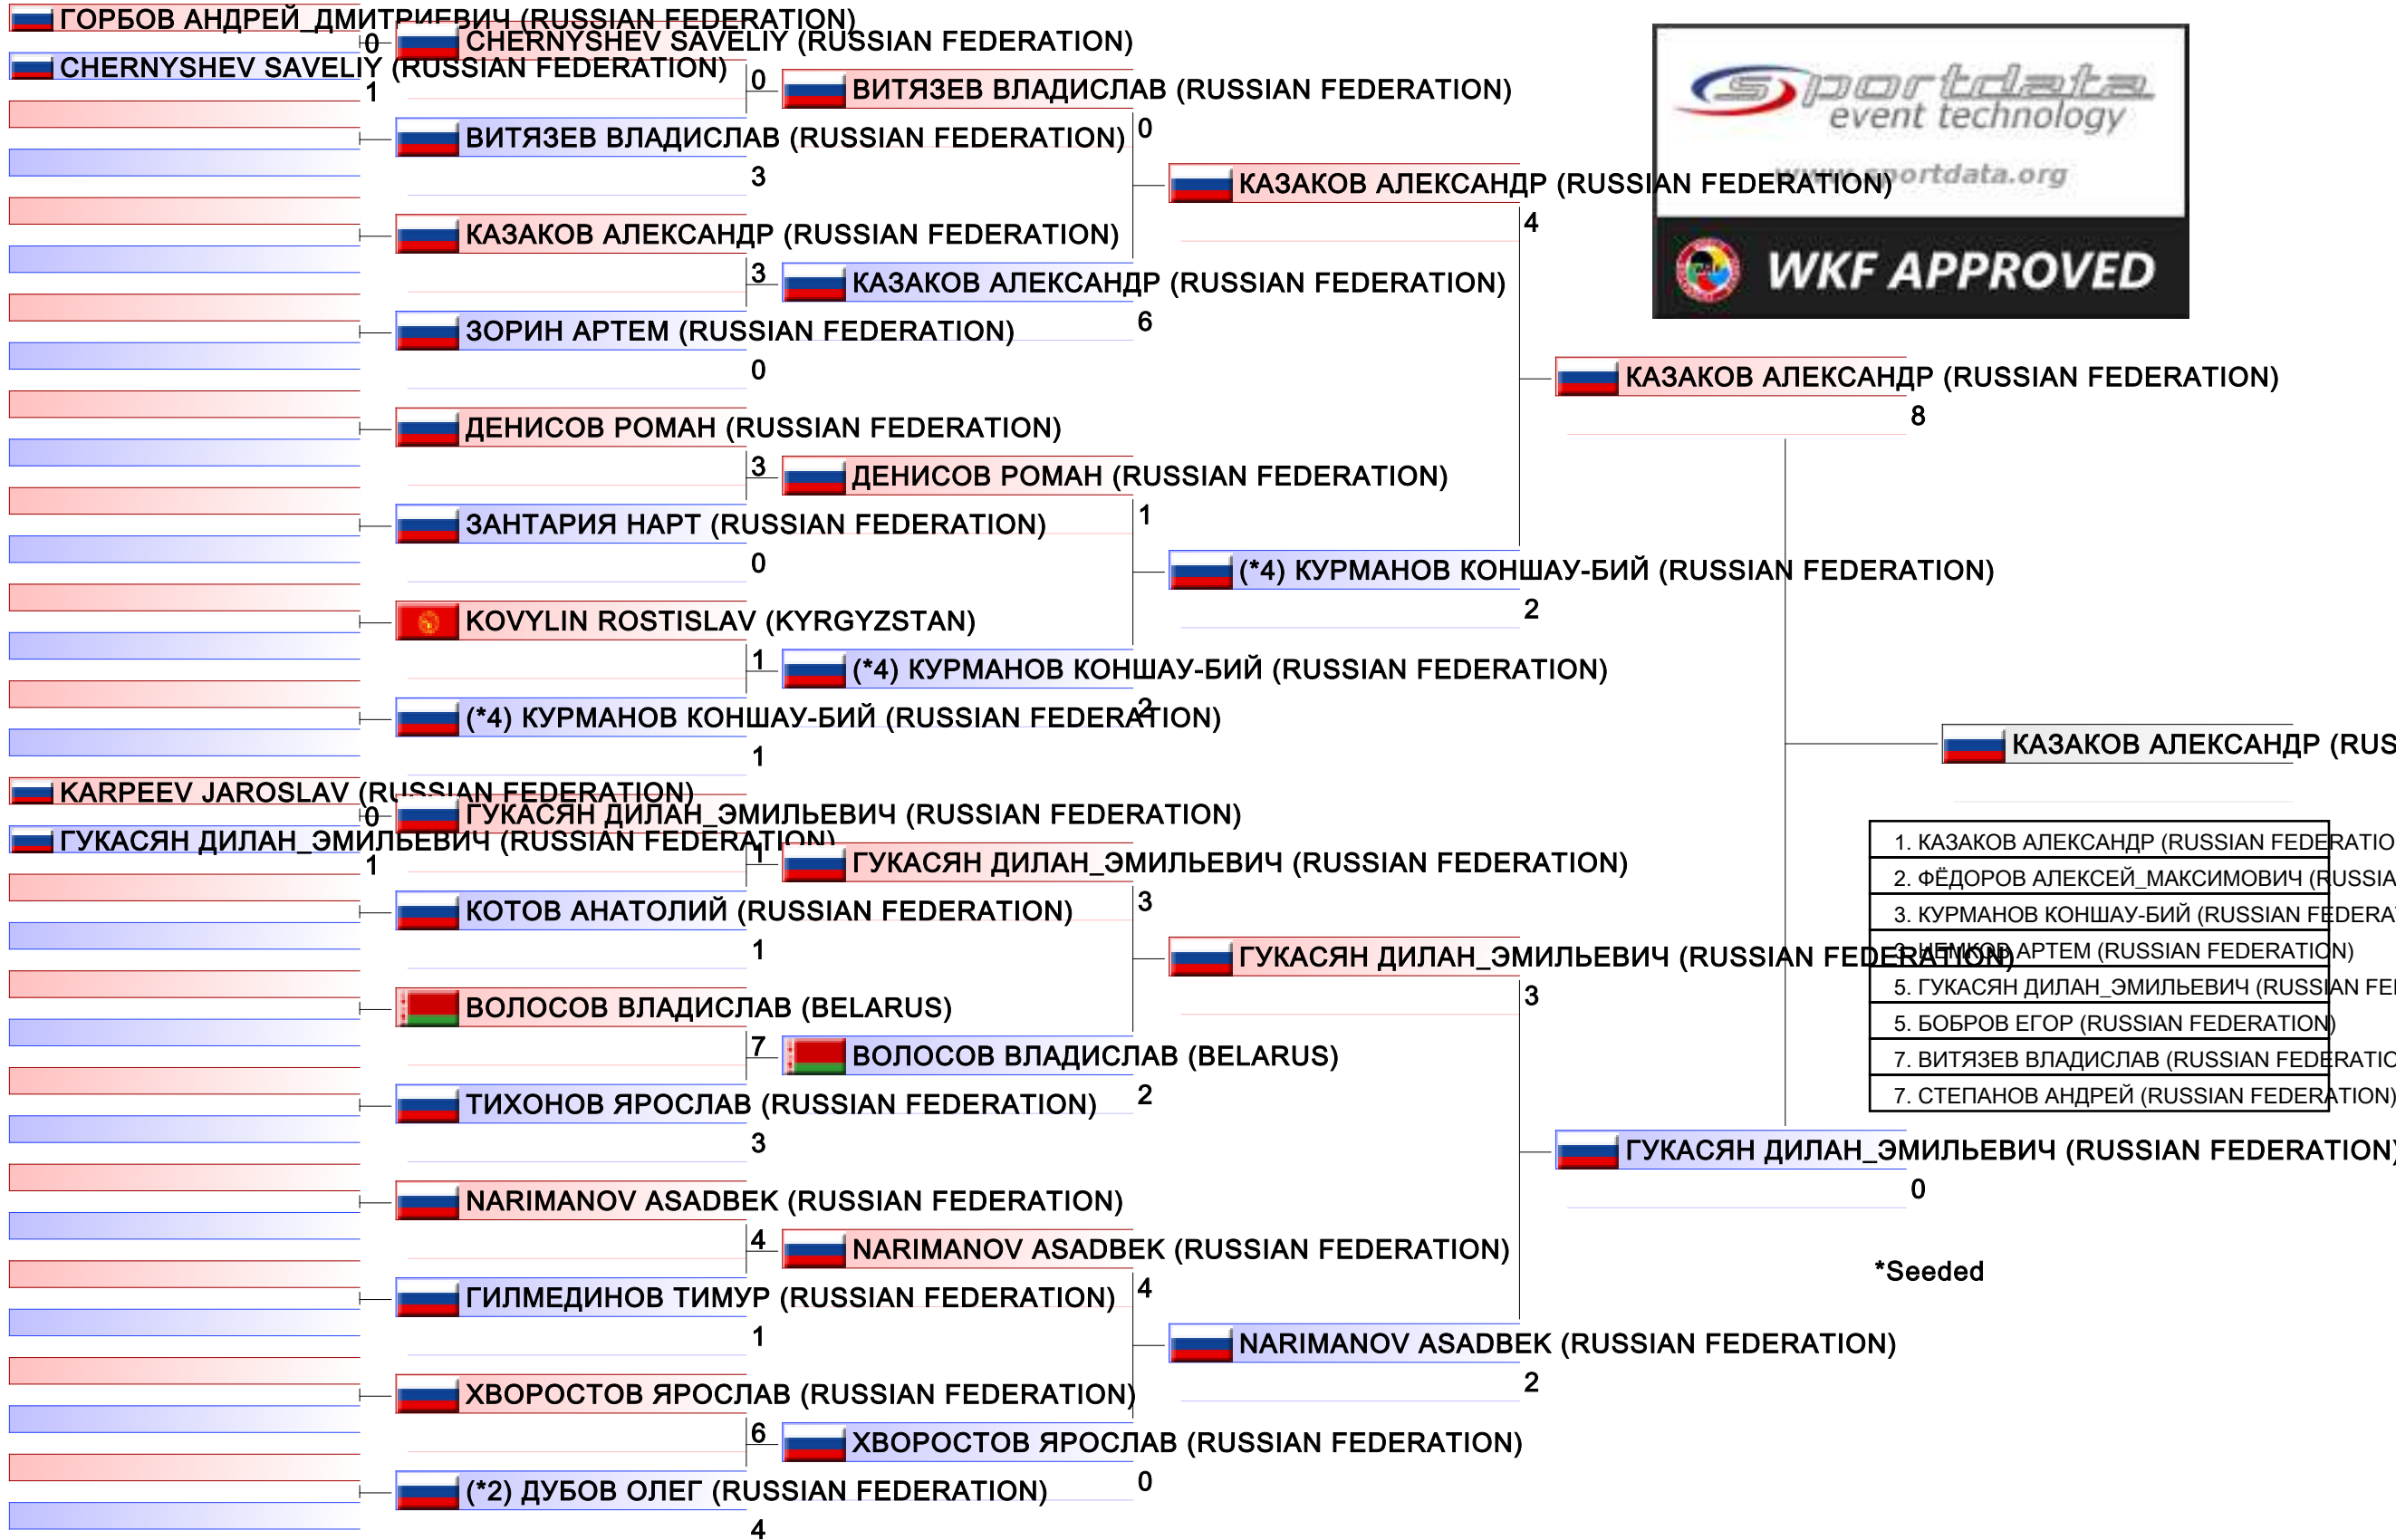 ГОРБОВ АНДРЕЙ_ДМИТРИЕВИЧ (RUSSIAN FEDERATION)
0
CHERNYSHEV SAVELIY (RUSSIAN FEDERATION)
1
CHERNYSHEV SAVELIY (RUSSIAN FEDERATION)
0
ВИТЯЗЕВ ВЛАДИСЛАВ (RUSSIAN FEDERATION)
3
КАЗАКОВ АЛЕКСАНДР (RUSSIAN FEDERATION)
3
ЗОРИН АРТЕМ (RUSSIAN FEDERATION)
0
ДЕНИСОВ РОМАН (RUSSIAN FEDERATION)
3
ЗАНТАРИЯ НАРТ (RUSSIAN FEDERATION)
0
KOVYLIN ROSTISLAV (KYRGYZSTAN)
1
(*4) КУРМАНОВ КОНШАУ-БИЙ (RUSSIAN FEDERATION)
1
KARPEEV JAROSLAV (RUSSIAN FEDERATION)
0
ГУКАСЯН ДИЛАН_ЭМИЛЬЕВИЧ (RUSSIAN FEDERATION)
1
ГУКАСЯН ДИЛАН_ЭМИЛЬЕВИЧ (RUSSIAN FEDERATION)
1
КОТОВ АНАТОЛИЙ (RUSSIAN FEDERATION)
1
ВОЛОСОВ ВЛАДИСЛАВ (BELARUS)
7
ТИХОНОВ ЯРОСЛАВ (RUSSIAN FEDERATION)
3
NARIMANOV ASADBEK (RUSSIAN FEDERATION)
4
ГИЛМЕДИНОВ ТИМУР (RUSSIAN FEDERATION)
1
ХВОРОСТОВ ЯРОСЛАВ (RUSSIAN FEDERATION)
6
(*2) ДУБОВ ОЛЕГ (RUSSIAN FEDERATION)
4
ВИТЯЗЕВ ВЛАДИСЛАВ (RUSSIAN FEDERATION)
0
КАЗАКОВ АЛЕКСАНДР (RUSSIAN FEDERATION)
6
ДЕНИСОВ РОМАН (RUSSIAN FEDERATION)
1
(*4) КУРМАНОВ КОНШАУ-БИЙ (RUSSIAN FEDERATION)
2
ГУКАСЯН ДИЛАН_ЭМИЛЬЕВИЧ (RUSSIAN FEDERATION)
3
ВОЛОСОВ ВЛАДИСЛАВ (BELARUS)
2
NARIMANOV ASADBEK (RUSSIAN FEDERATION)
4
ХВОРОСТОВ ЯРОСЛАВ (RUSSIAN FEDERATION)
0
КАЗАКОВ АЛЕКСАНДР (RUSSIAN FEDERATION)
4
(*4) КУРМАНОВ КОНШАУ-БИЙ (RUSSIAN FEDERATION)
2
ГУКАСЯН ДИЛАН_ЭМИЛЬЕВИЧ (RUSSIAN FEDERATION)
3
NARIMANOV ASADBEK (RUSSIAN FEDERATION)
2
КАЗАКОВ АЛЕКСАНДР (RUSSIAN FEDERATION)
8
ГУКАСЯН ДИЛАН_ЭМИЛЬЕВИЧ (RUSSIAN FEDERATION)
0
КАЗАКОВ АЛЕКСАНДР (RUS
sportdata
event technology
www.sportdata.org
WKF APPROVED
1. КАЗАКОВ АЛЕКСАНДР (RUSSIAN FEDERATIO
2. ФЁДОРОВ АЛЕКСЕЙ_МАКСИМОВИЧ (RUSSIA
3. КУРМАНОВ КОНШАУ-БИЙ (RUSSIAN FEDERA
3. НЕМКОВ АРТЕМ (RUSSIAN FEDERATION)
5. ГУКАСЯН ДИЛАН_ЭМИЛЬЕВИЧ (RUSSIAN FE
5. БОБРОВ ЕГОР (RUSSIAN FEDERATION)
7. ВИТЯЗЕВ ВЛАДИСЛАВ (RUSSIAN FEDERATIO
7. СТЕПАНОВ АНДРЕЙ (RUSSIAN FEDERATION)
*Seeded